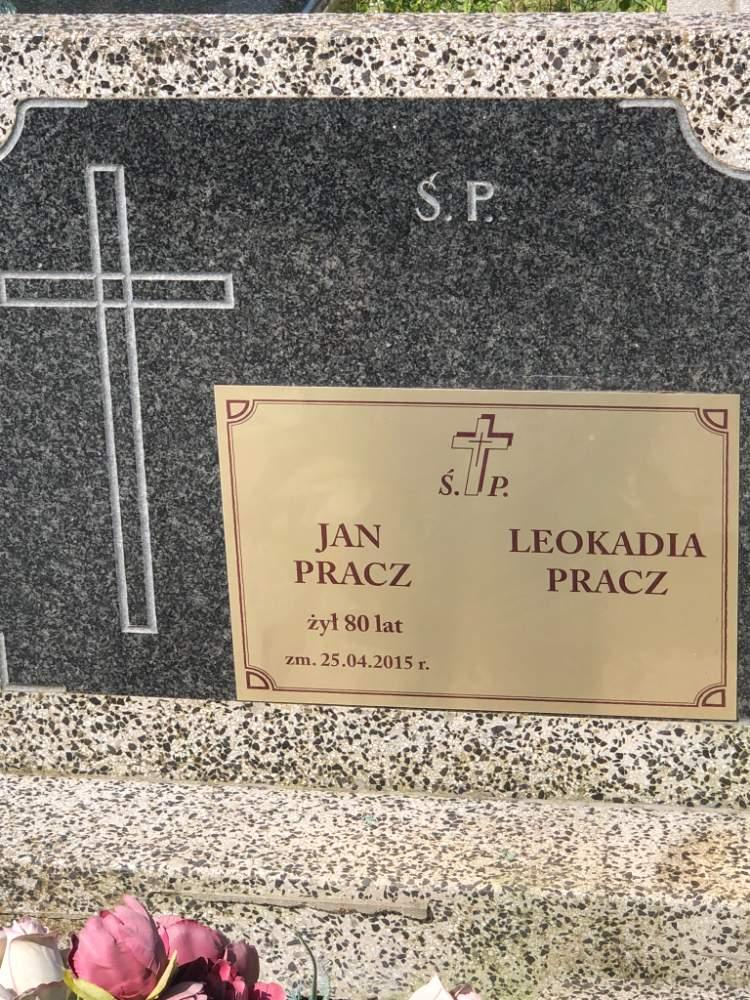 Ś. P.
Ś. P.
JAN
PRACZ
żył 80 lat
zm. 25.04.2015 r.
LEOKADIA
PRACZ